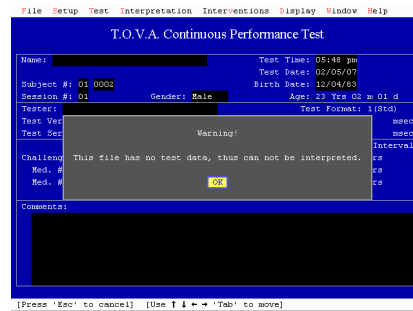 File Setup Test Interpretation Interventions Display Window Help
T.O.V.A. Continuous Performance Test
Name: Test Time: 05:48 pm
Test Date: 02/05/07
Subject #: 01 0002 Birth Date: 12/04/83
Session #: 01 Gender: Male Age: 23 Yrs 02 m 01 d
Tester: Test Format: 1(Std)
Test Ver msec
Test Ser msec
Warning! Interval
Challeng This file has no test data, thus can not be interpreted. rs
Med. # rs
Med. # OK rs
Comments:
[Press 'Esc' to cancel] [Use ↑ ↓ ← → 'Tab' to move]